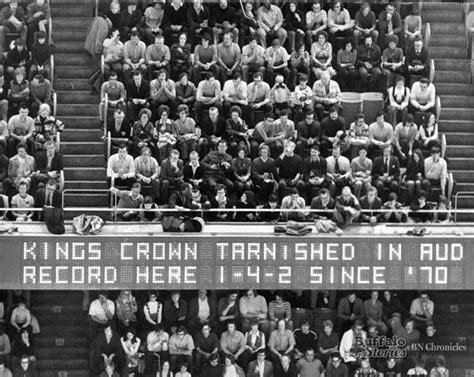 KINGS CROWN TARNISHED IN AUD
RECORD HERE 1-4-2 SINCE '70
Buffalo Stories
BN Chronicles